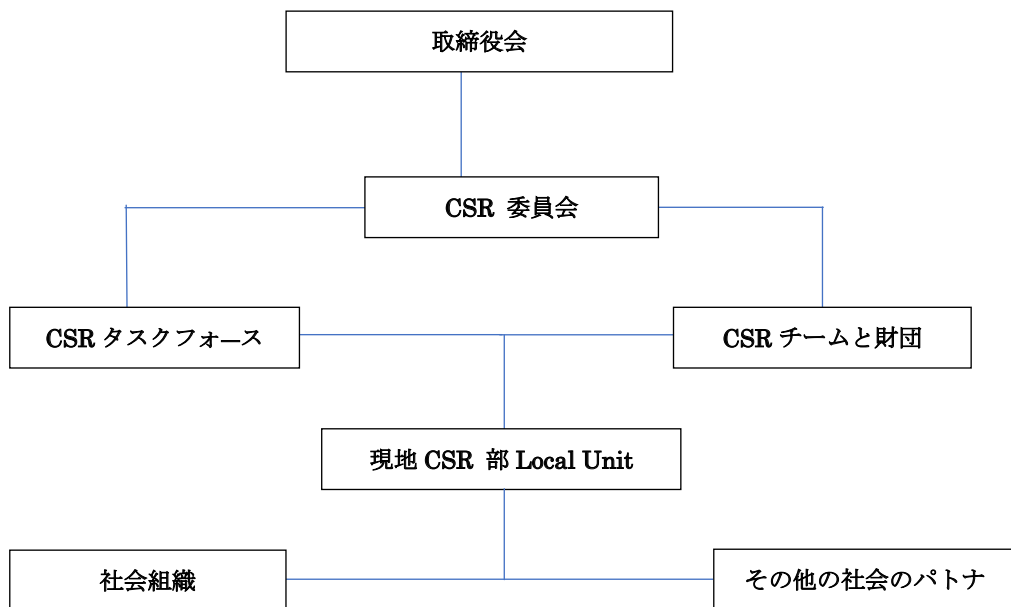 取締役会
CSR 委員会
CSR タスクフォ―ス
CSR チームと財団
現地 CSR 部 Local Unit
社会組織
その他の社会のパトナ